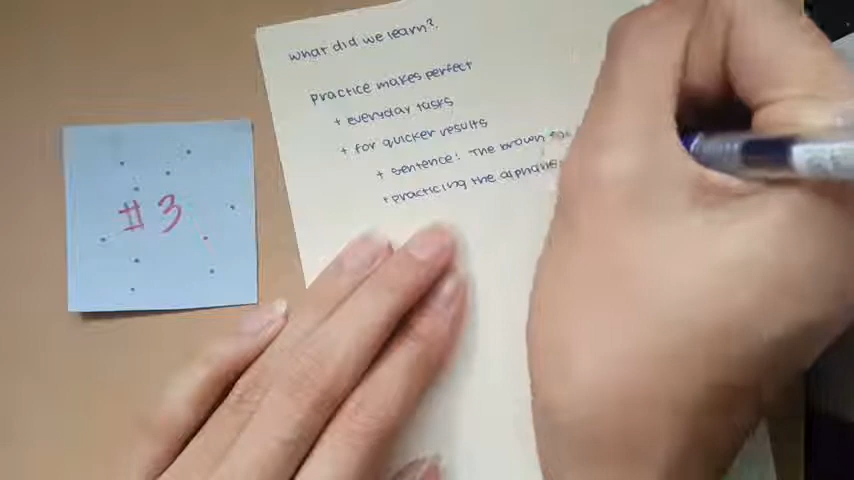 #3
what did we learn?
practice makes perfect
+ everyday tasks
+ for quicker results
+ sentence: The brown
+ practicing the